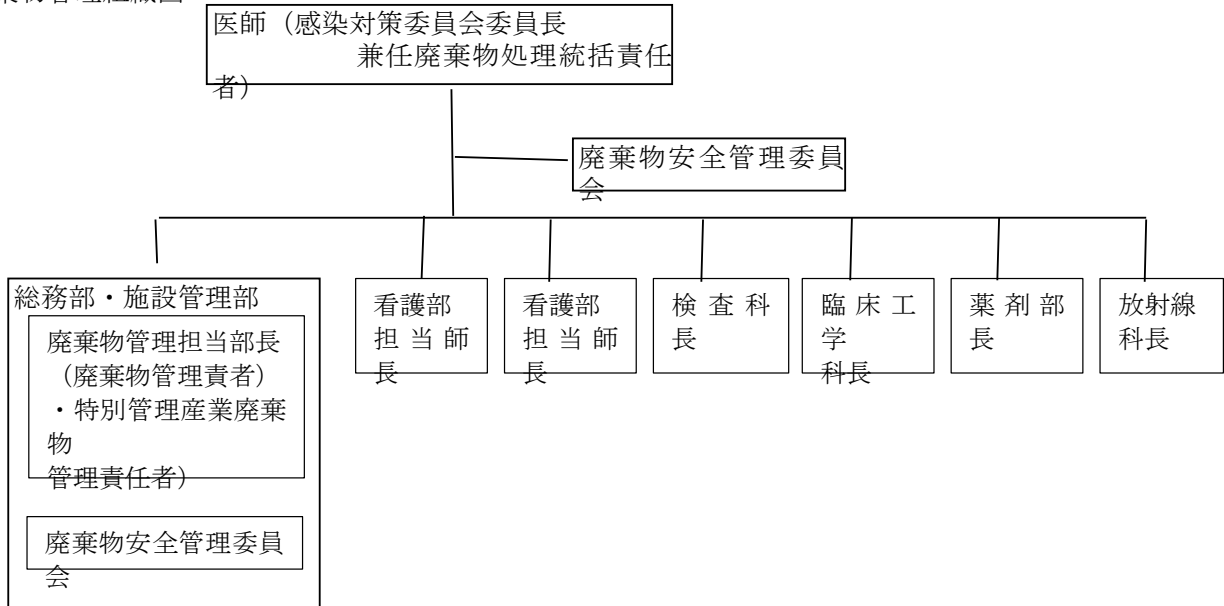 医師（感染対策委員会委員長
兼任廃棄物処理統括責任
者）
廃棄物安全管理委員
会
総務部・施設管理部
廃棄物管理担当部長
（廃棄物管理責者）
・特別管理産業廃棄
物
管理責任者）
廃棄物安全管理委員
会
看護部
担当師
長
看護部
担当師
長
検査科
長
臨床工
学
科長
薬剤部
長
放射線
科長